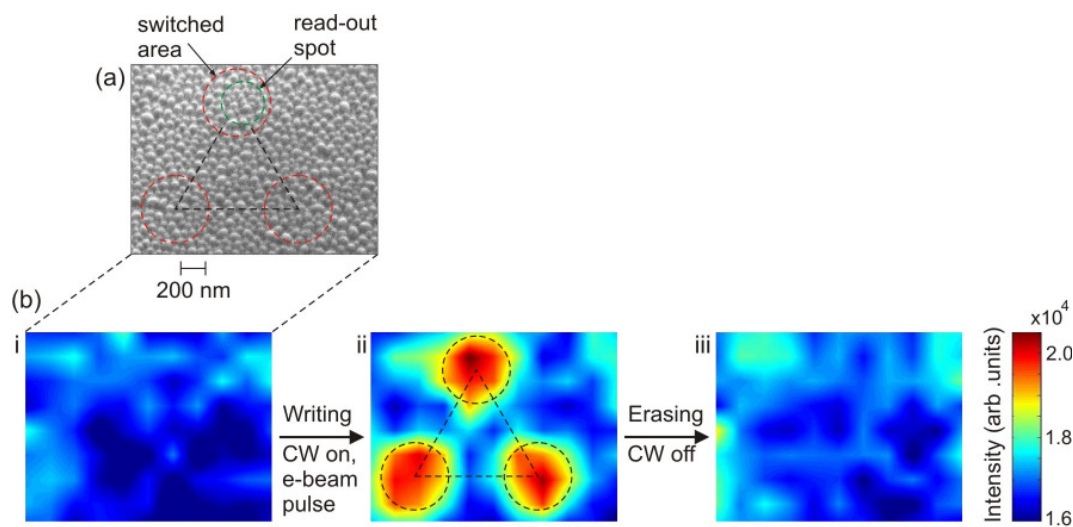 switched
area
read-out
spot
(a)
200 nm
(b)
i
Writing
CW on,
e-beam
pulse
ii
Erasing
CW off
iii
x10⁴
2.0
1.8
1.6
Intensity (arb .units)